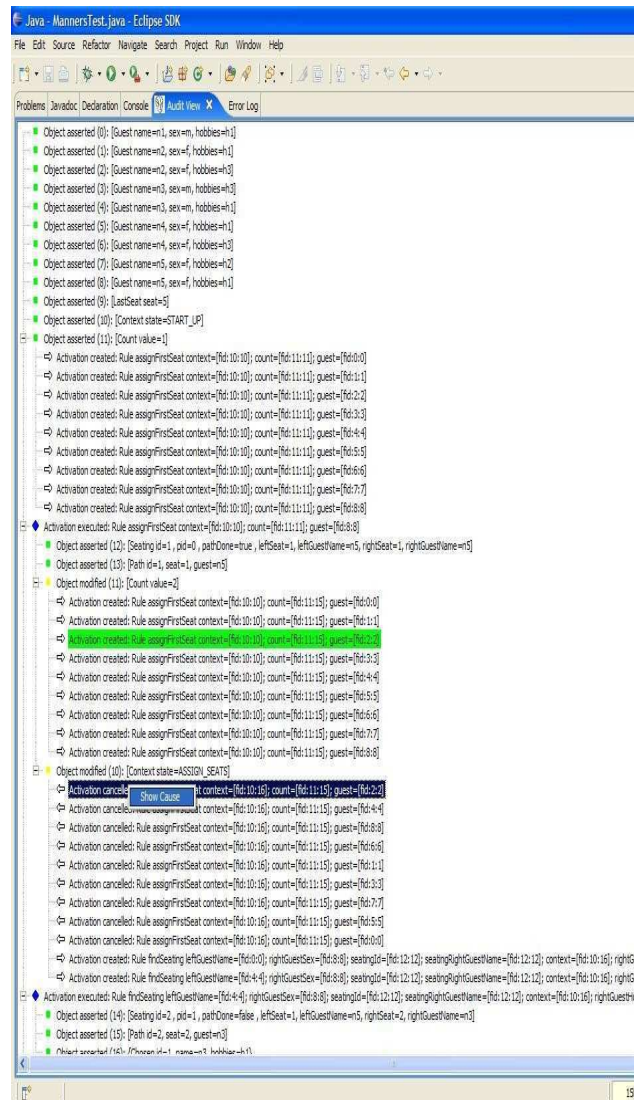 Java - MannersTest.java - Eclipse SDK
File Edit Source Refactor Navigate Search Project Run Window Help
Problems Javadoc Declaration Console Audit View X Error Log
Object asserted (0): [Guest name=n1, sex=m, hobbies=h1]
Object asserted (1): [Guest name=n2, sex=f, hobbies=h1]
Object asserted (2): [Guest name=n2, sex=f, hobbies=h3]
Object asserted (3): [Guest name=n3, sex=m, hobbies=h3]
Object asserted (4): [Guest name=n3, sex=m, hobbies=h1]
Object asserted (5): [Guest name=n4, sex=f, hobbies=h1]
Object asserted (6): [Guest name=n4, sex=f, hobbies=h3]
Object asserted (7): [Guest name=n5, sex=f, hobbies=h2]
Object asserted (8): [Guest name=n5, sex=f, hobbies=h1]
Object asserted (9): [LastSeat seat=5]
Object asserted (10): [Context state=START_UP]
Object asserted (11): [Count value=1]
Activation created: Rule assignFirstSeat context=[fid:10:10]; count=[fid:11:11]; guest=[fid:0:0]
Activation created: Rule assignFirstSeat context=[fid:10:10]; count=[fid:11:11]; guest=[fid:1:1]
Activation created: Rule assignFirstSeat context=[fid:10:10]; count=[fid:11:11]; guest=[fid:2:2]
Activation created: Rule assignFirstSeat context=[fid:10:10]; count=[fid:11:11]; guest=[fid:3:3]
Activation created: Rule assignFirstSeat context=[fid:10:10]; count=[fid:11:11]; guest=[fid:4:4]
Activation created: Rule assignFirstSeat context=[fid:10:10]; count=[fid:11:11]; guest=[fid:5:5]
Activation created: Rule assignFirstSeat context=[fid:10:10]; count=[fid:11:11]; guest=[fid:6:6]
Activation created: Rule assignFirstSeat context=[fid:10:10]; count=[fid:11:11]; guest=[fid:7:7]
Activation created: Rule assignFirstSeat context=[fid:10:10]; count=[fid:11:11]; guest=[fid:8:8]
Activation executed: Rule assignFirstSeat context=[fid:10:10]; count=[fid:11:11]; guest=[fid:8:8]
Object asserted (12): [Seating id=1 , pid=0 , pathDone=true , leftSeat=1, leftGuestName=n5, rightSeat=1, rightGuestName=n5]
Object asserted (13): [Path id=1, seat=1, guest=n5]
Object modified (11): [Count value=2]
Activation created: Rule assignFirstSeat context=[fid:10:10]; count=[fid:11:15]; guest=[fid:0:0]
Activation created: Rule assignFirstSeat context=[fid:10:10]; count=[fid:11:15]; guest=[fid:1:1]
Activation created: Rule assignFirstSeat context=[fid:10:10]; count=[fid:11:15]; guest=[fid:2:2]
Activation created: Rule assignFirstSeat context=[fid:10:10]; count=[fid:11:15]; guest=[fid:3:3]
Activation created: Rule assignFirstSeat context=[fid:10:10]; count=[fid:11:15]; guest=[fid:4:4]
Activation created: Rule assignFirstSeat context=[fid:10:10]; count=[fid:11:15]; guest=[fid:5:5]
Activation created: Rule assignFirstSeat context=[fid:10:10]; count=[fid:11:15]; guest=[fid:6:6]
Activation created: Rule assignFirstSeat context=[fid:10:10]; count=[fid:11:15]; guest=[fid:7:7]
Activation created: Rule assignFirstSeat context=[fid:10:10]; count=[fid:11:15]; guest=[fid:8:8]
Object modified (10): [Context state=ASSIGN_SEATS]
Activation cancelle at context=[fid:10:16]; count=[fid:11:15]; guest=[fid:2:2]
Show Cause
Activation cancelled: Rule assignFirstSeat context=[fid:10:16]; count=[fid:11:15]; guest=[fid:4:4]
Activation cancelled: Rule assignFirstSeat context=[fid:10:16]; count=[fid:11:15]; guest=[fid:8:8]
Activation cancelled: Rule assignFirstSeat context=[fid:10:16]; count=[fid:11:15]; guest=[fid:6:6]
Activation cancelled: Rule assignFirstSeat context=[fid:10:16]; count=[fid:11:15]; guest=[fid:1:1]
Activation cancelled: Rule assignFirstSeat context=[fid:10:16]; count=[fid:11:15]; guest=[fid:3:3]
Activation cancelled: Rule assignFirstSeat context=[fid:10:16]; count=[fid:11:15]; guest=[fid:7:7]
Activation cancelled: Rule assignFirstSeat context=[fid:10:16]; count=[fid:11:15]; guest=[fid:5:5]
Activation cancelled: Rule assignFirstSeat context=[fid:10:16]; count=[fid:11:15]; guest=[fid:0:0]
Activation created: Rule findSeating leftGuestName=[fid:0:0]; rightGuestSex=[fid:8:8]; seatingId=[fid:12:12]; seatingRightGuestName=[fid:12:12]; context=[fid:10:16]; rightG
Activation created: Rule findSeating leftGuestName=[fid:4:4]; rightGuestSex=[fid:8:8]; seatingId=[fid:12:12]; seatingRightGuestName=[fid:12:12]; context=[fid:10:16]; rightG
Activation executed: Rule findSeating leftGuestName=[fid:4:4]; rightGuestSex=[fid:8:8]; seatingId=[fid:12:12]; seatingRightGuestName=[fid:12:12]; context=[fid:10:16]; rightGuestH
Object asserted (14): [Seating id=2 , pid=1 , pathDone=false , leftSeat=1, leftGuestName=n5, rightSeat=2, rightGuestName=n3]
Object asserted (15): [Path id=2, seat=2, guest=n3]
Object asserted (16): {Chosen id=1, name=n3, hobbies=h1}
15